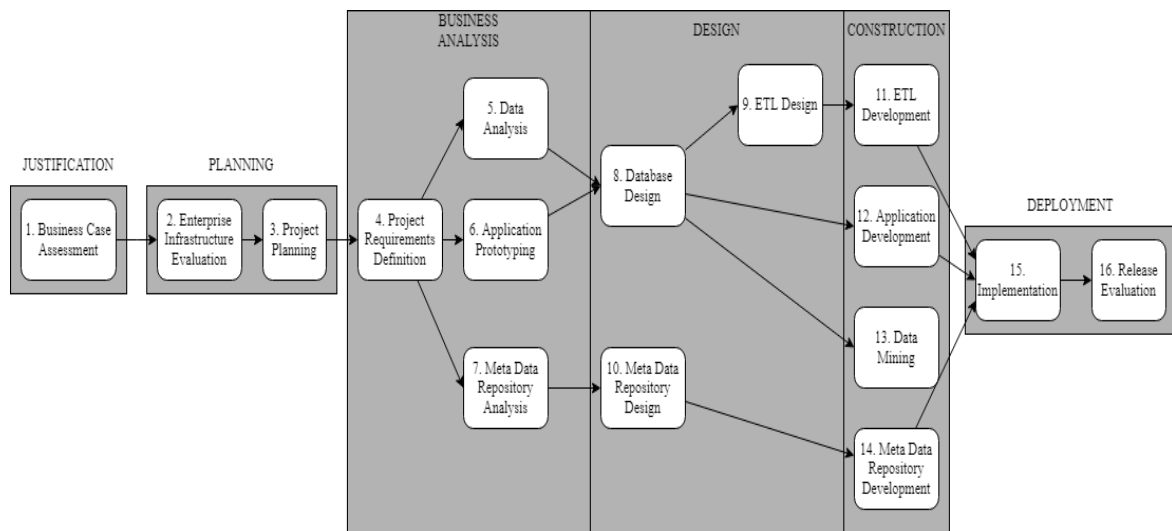 JUSTIFICATION
1. Business Case
Assessment
PLANNING
2. Enterprise
Infrastructure
Evaluation
3. Project
Planning
BUSINESS
ANALYSIS
4. Project
Requirements
Definition
5. Data
Analysis
6. Application
Prototyping
7. Meta Data
Repository
Analysis
DESIGN
8. Database
Design
9. ETL Design
10. Meta Data
Repository
Design
CONSTRUCTION
11. ETL
Development
12. Application
Development
13. Data
Mining
14. Meta Data
Repository
Development
DEPLOYMENT
15.
Implementation
16. Release
Evaluation